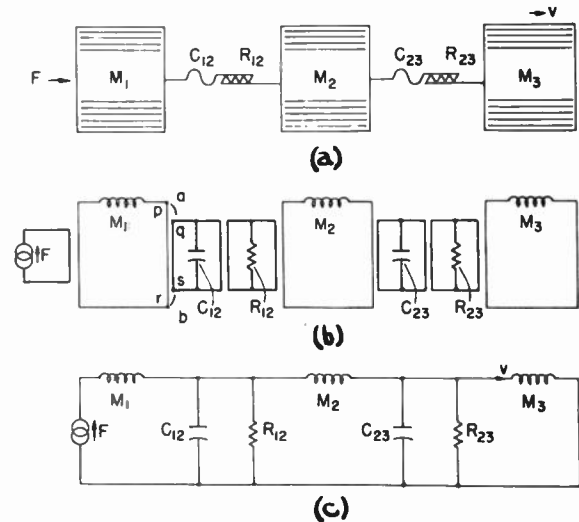 v
C₁₂ R₁₂ C₂₃ R₂₃
F M₁ M₂ M₃
(a)
a
p M₁ M₂ M₃
q
F
s
r
b C₁₂ R₁₂ C₂₃ R₂₃
(b)
v
M₁ M₂ M₃
F C₁₂ R₁₂ C₂₃ R₂₃
(c)